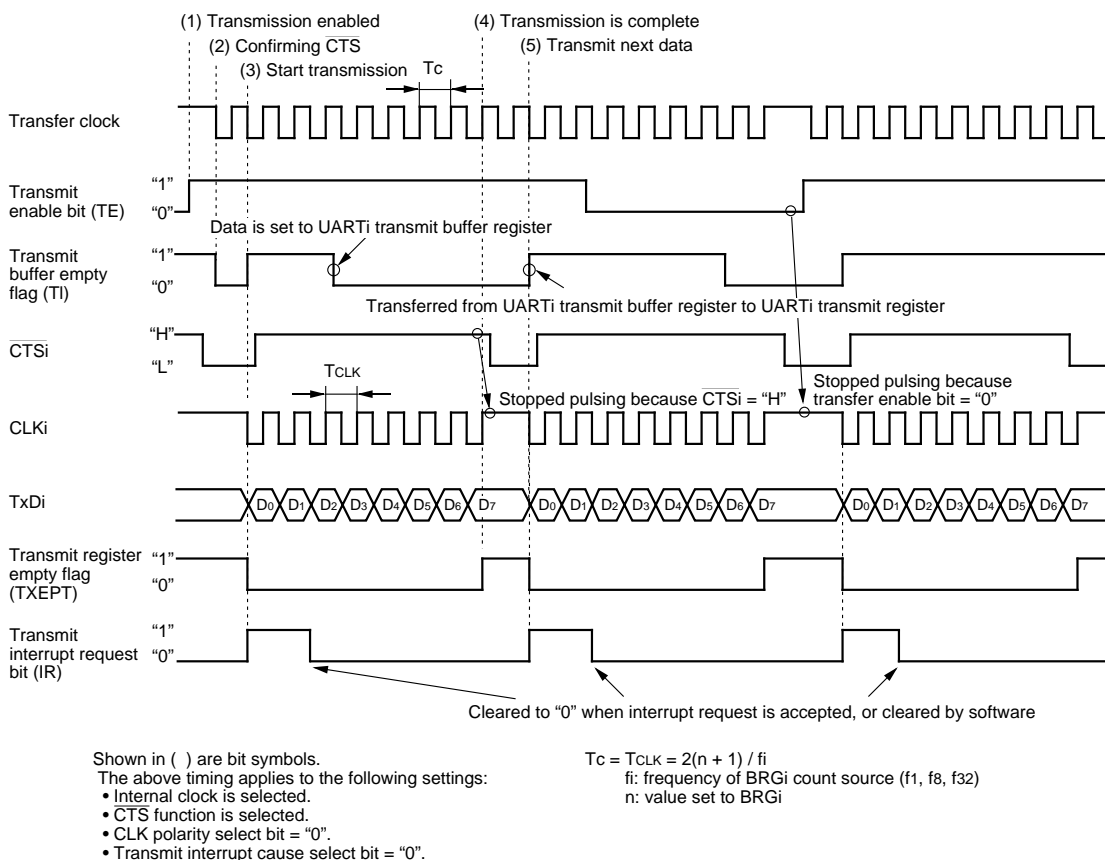 (1) Transmission enabled
(4) Transmission is complete
(2) Confirming CTS
(5) Transmit next data
(3) Start transmission
Tc
Transfer clock
Transmit
enable bit (TE)
“1”
“0”
Data is set to UARTi transmit buffer register
Transmit
buffer empty
flag (TI)
“1”
“0”
Transferred from UARTi transmit buffer register to UARTi transmit register
CTSi
“H”
“L”
TCLK
Stopped pulsing because CTSi = “H”
Stopped pulsing because
transfer enable bit = “0”
CLKi
TxDi
D0 D1 D2 D3 D4 D5 D6 D7 D0 D1 D2 D3 D4 D5 D6 D7 D0 D1 D2 D3 D4 D5 D6 D7
Transmit register
empty flag
(TXEPT)
“1”
“0”
Transmit
interrupt request
bit (IR)
“1”
“0”
Cleared to “0” when interrupt request is accepted, or cleared by software
Shown in ( ) are bit symbols.
The above timing applies to the following settings:
• Internal clock is selected.
• CTS function is selected.
• CLK polarity select bit = “0”.
• Transmit interrupt cause select bit = “0”.
Tc = TCLK = 2(n + 1) / fi
fi: frequency of BRGi count source (f1, f8, f32)
n: value set to BRGi